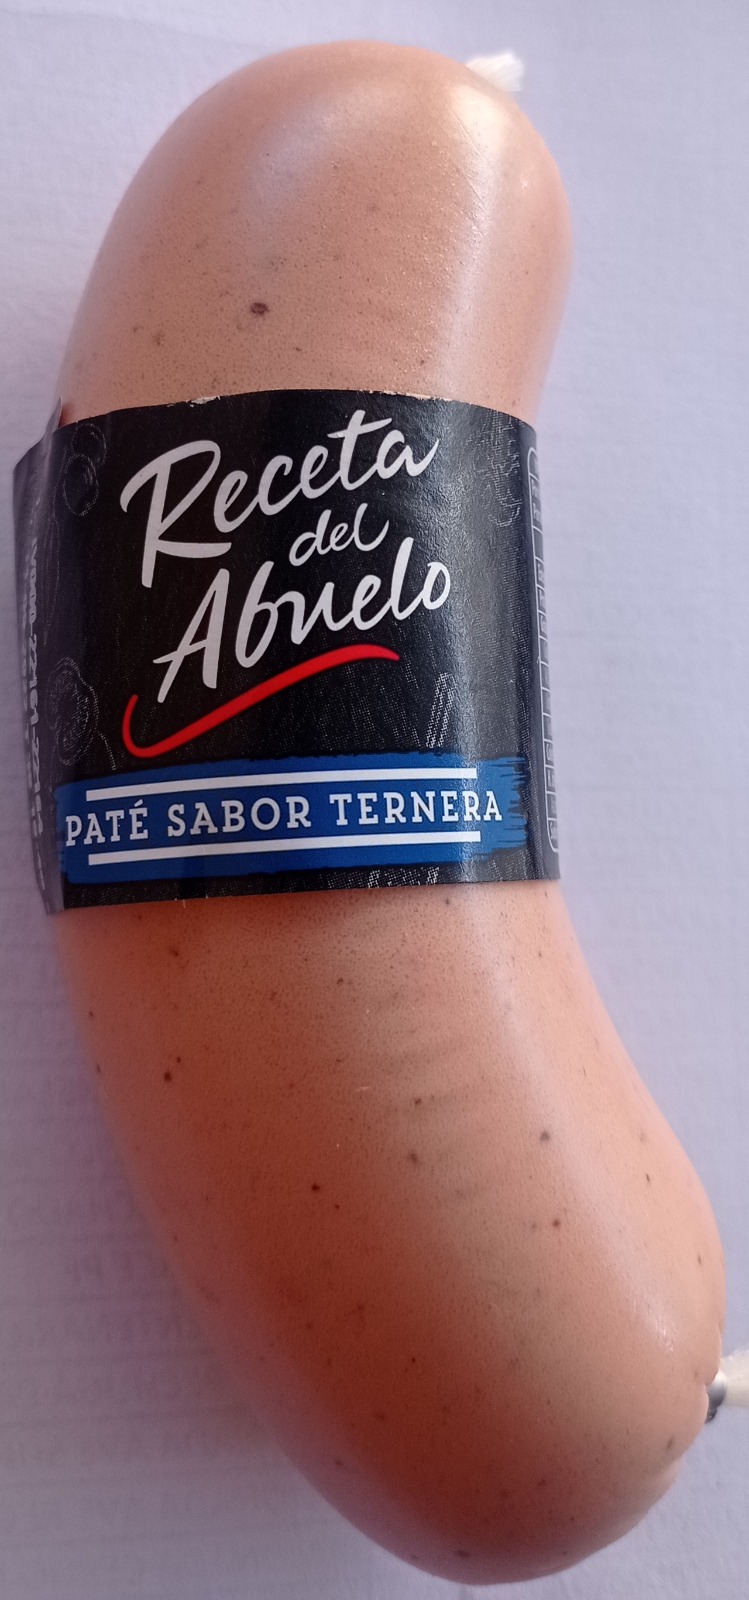 Receta
del
Abuelo
PATÉ SABOR TERNERA